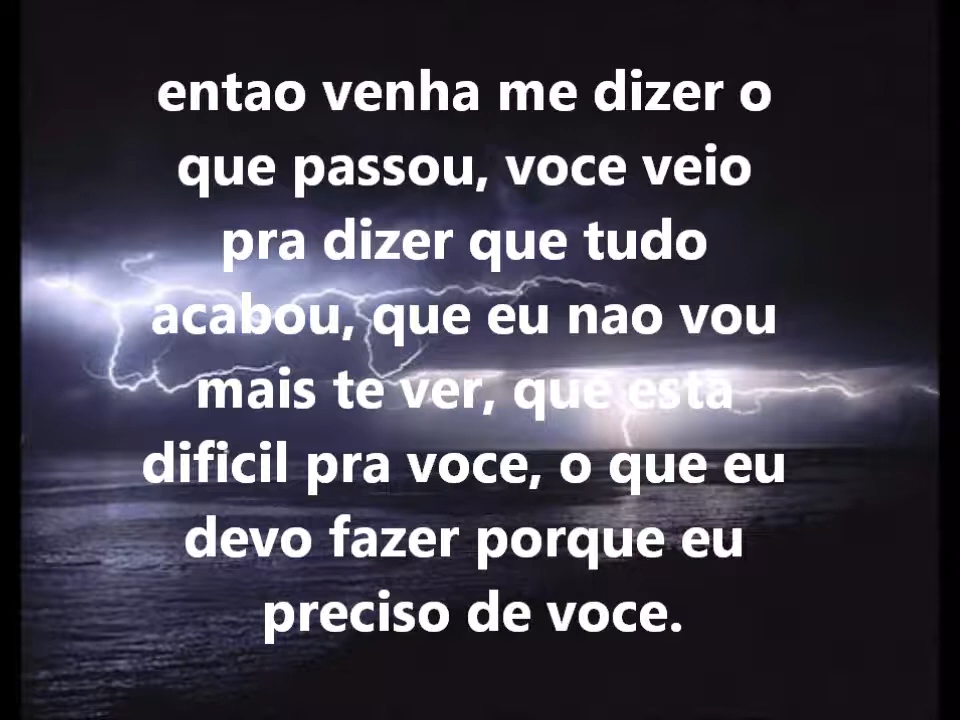 entao venha me dizer o
que passou, voce veio
pra dizer que tudo
acabou, que eu nao vou
mais te ver, que esta
dificil pra voce, o que eu
devo fazer porque eu
preciso de voce.